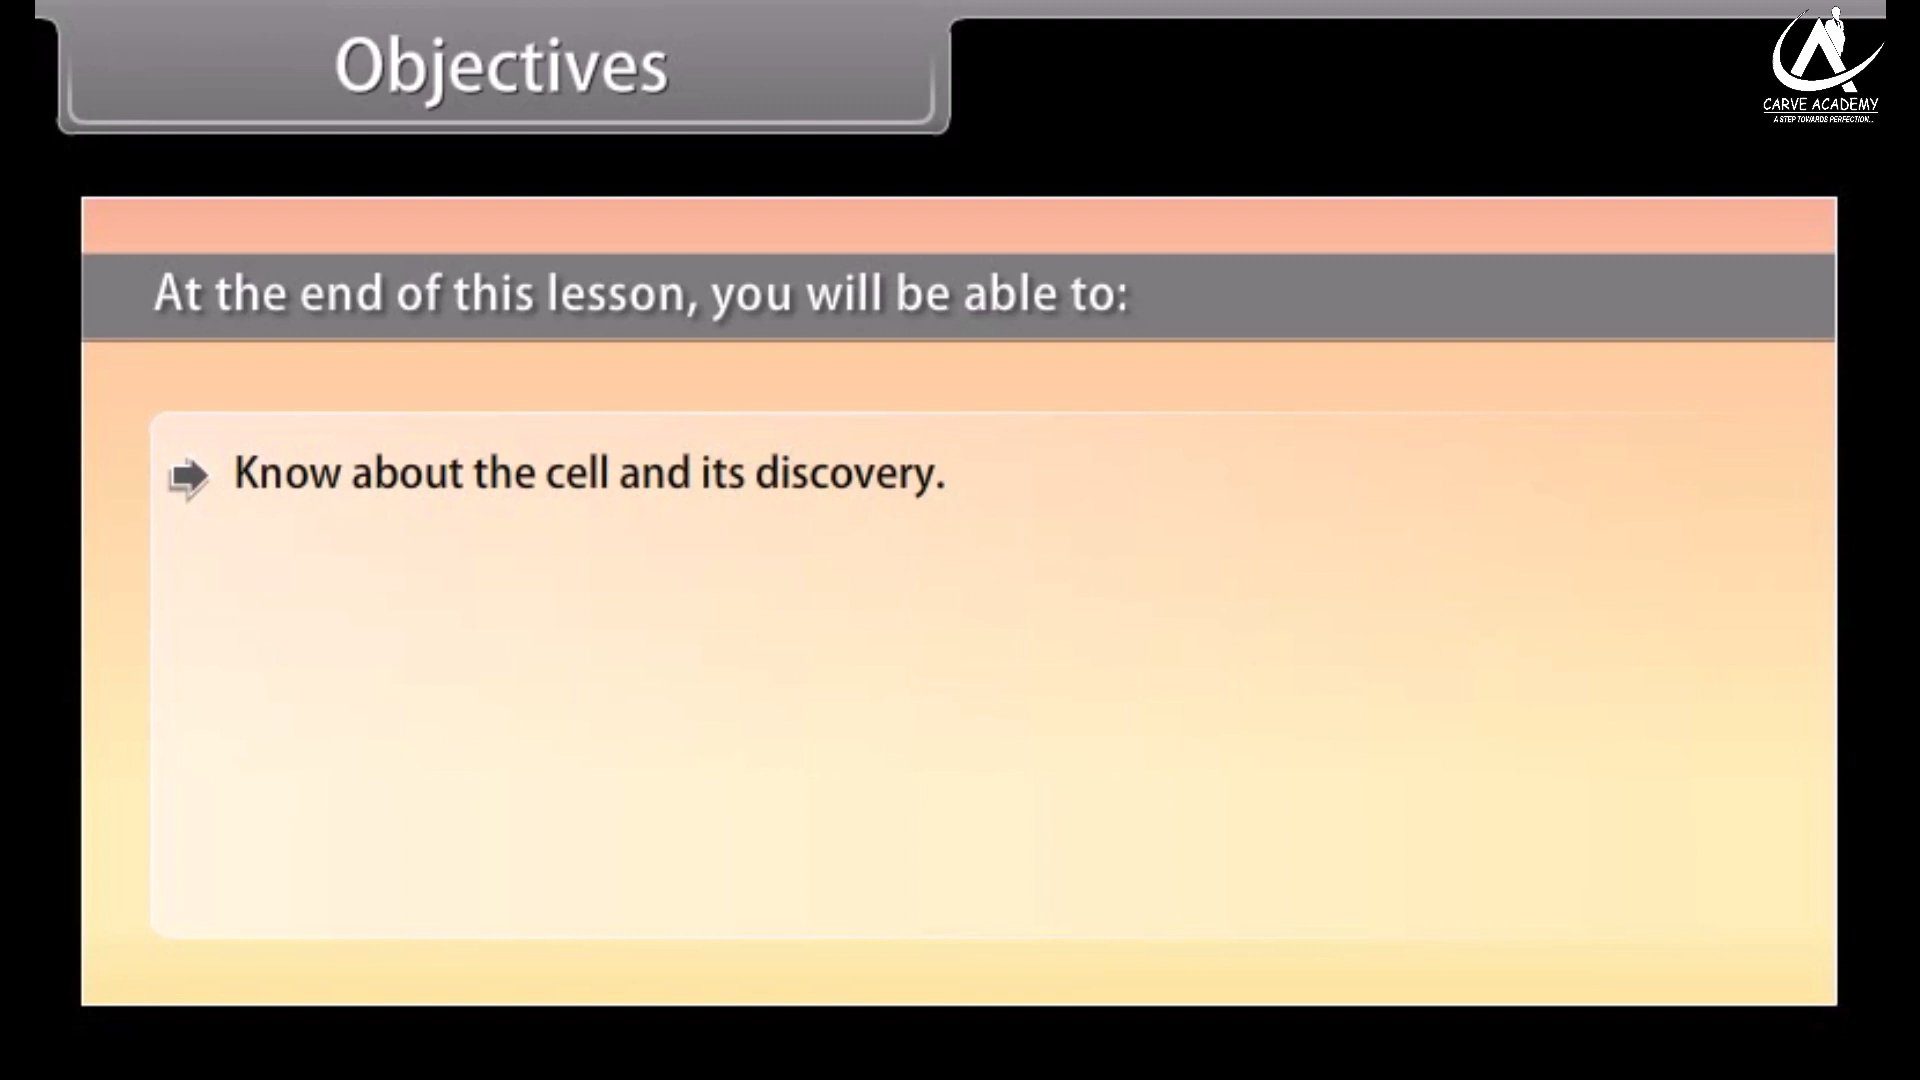 Objectives
CARVE ACADEMY
A STEP TOWARDS PERFECTION...
At the end of this lesson, you will be able to:
Know about the cell and its discovery.